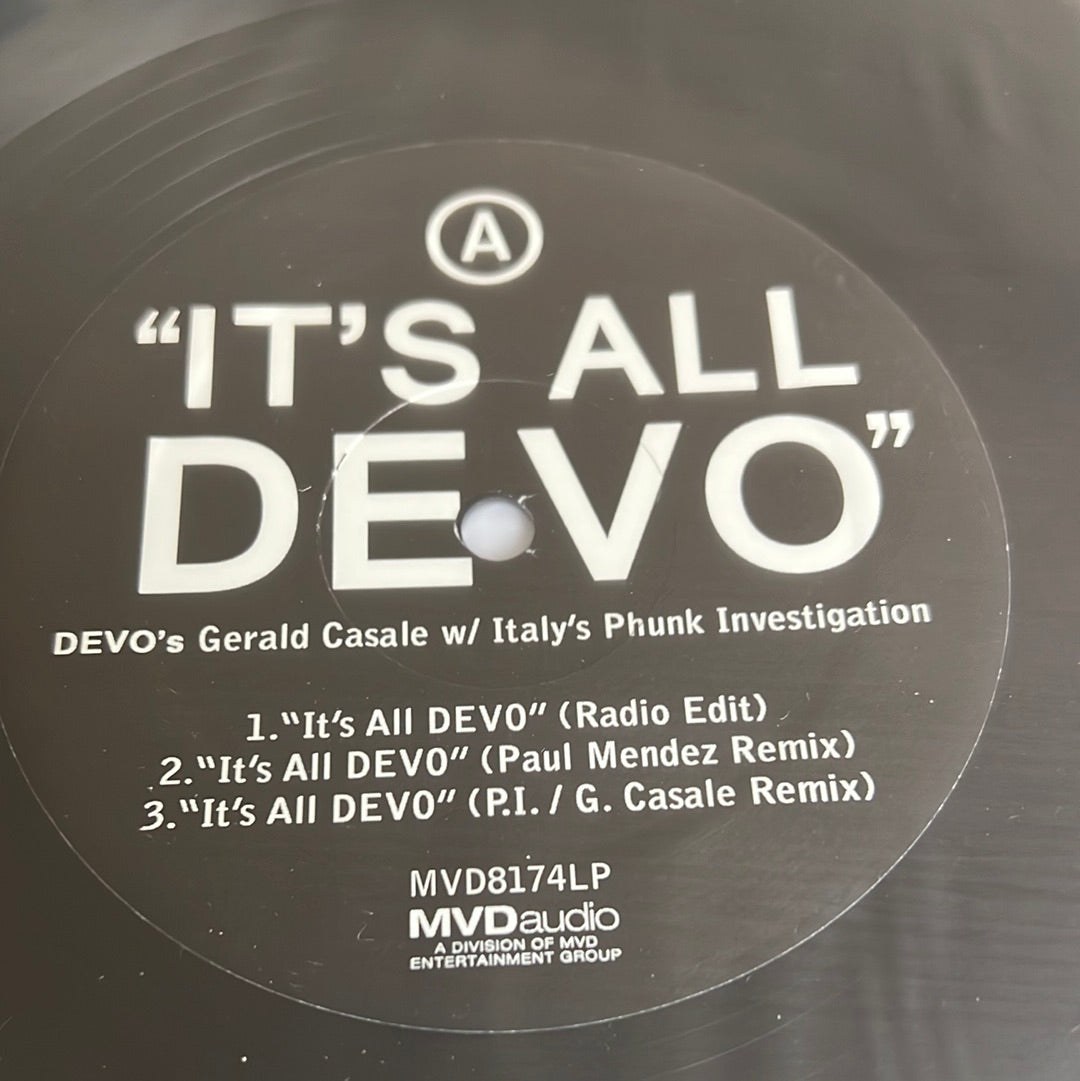 A
“IT’S ALL
DEVO”
DEVO’s Gerald Casale w/ Italy’s Phunk Investigation
1.“It’s All DEVO” (Radio Edit)
2.“It’s All DEVO” (Paul Mendez Remix)
3.“It’s All DEVO” (P.I. / G. Casale Remix)
MVD8174LP
MVDaudio
A DIVISION OF MVD
ENTERTAINMENT GROUP